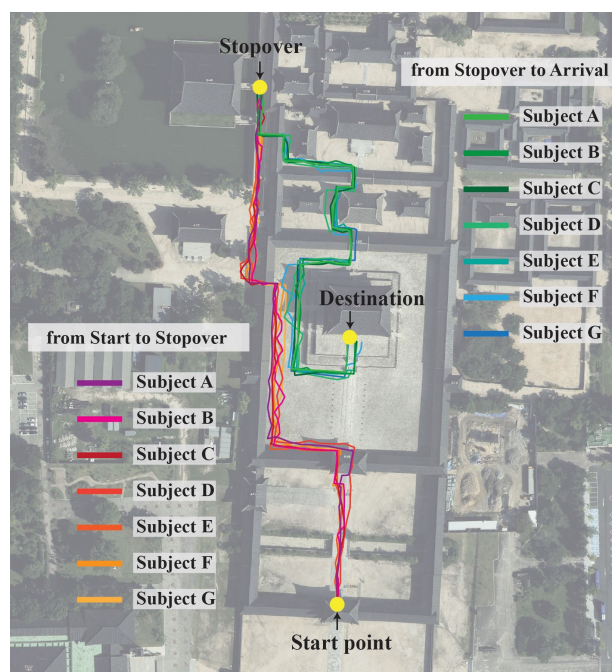 Stopover
from Stopover to Arrival
Subject A
Subject B
Subject C
Subject D
Subject E
Subject F
Subject G
Destination
from Start to Stopover
Subject A
Subject B
Subject C
Subject D
Subject E
Subject F
Subject G
Start point